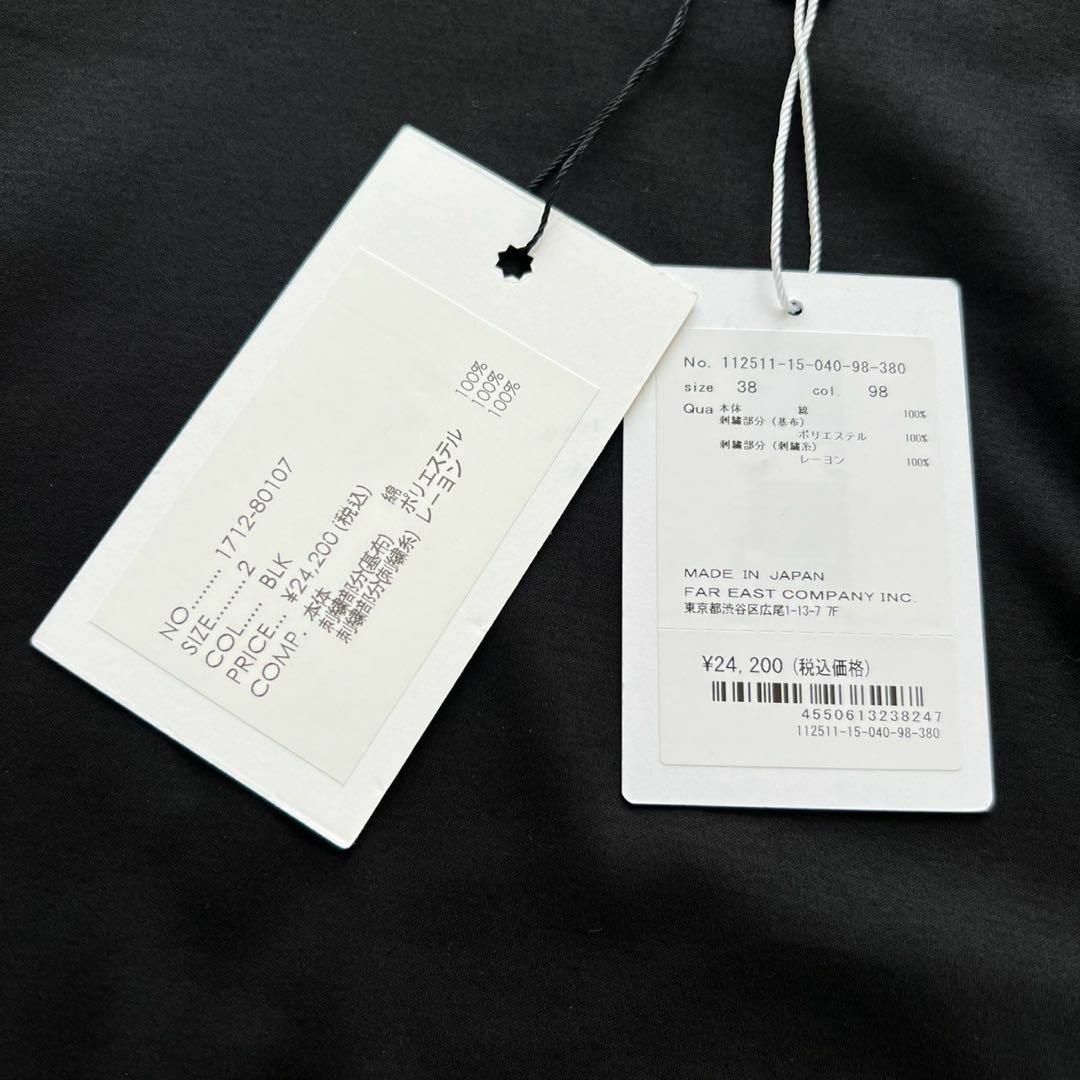 NO.......... 1712-80107
SIZE.........2
COL...... BLK
PRICE... ¥24,200(税込)
COMP. 本体 綿 100%
刺繍部分(基布) ポリエステル 100%
刺繍部分(刺繍糸) レーヨン 100%
No. 112511-15-040-98-380
size 38 col. 98
Qua 本体 綿 100%
刺繍部分(基布)
ポリエステル 100%
刺繍部分(刺繍糸)
レーヨン 100%
MADE IN JAPAN
FAR EAST COMPANY INC.
東京都渋谷区広尾1-13-7 7F
¥24,200(税込価格)
4550613238247
112511-15-040-98-380